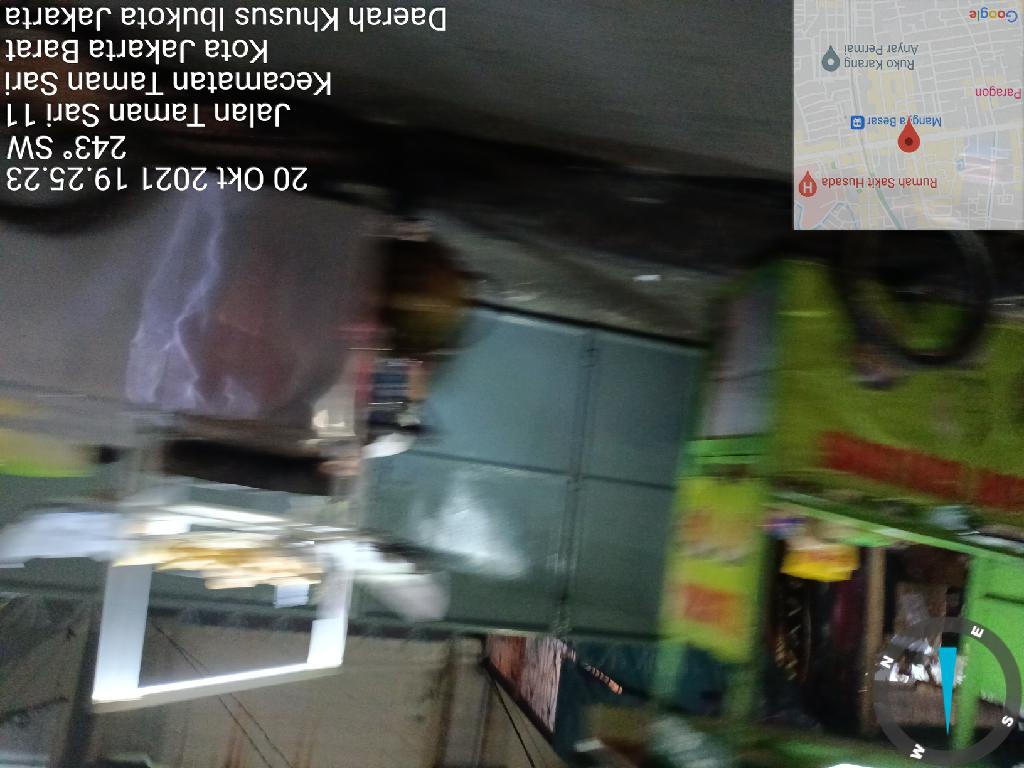 W
S
N
E
Rumah Sakit Husada
H
Mangga Besar
Paragon
Ruko Karang
Anyar Permai
Google
20 Okt 2021 19.25.23
243° SW
Jalan Taman Sari 11
Kecamatan Taman Sari
Kota Jakarta Barat
Daerah Khusus Ibukota Jakarta